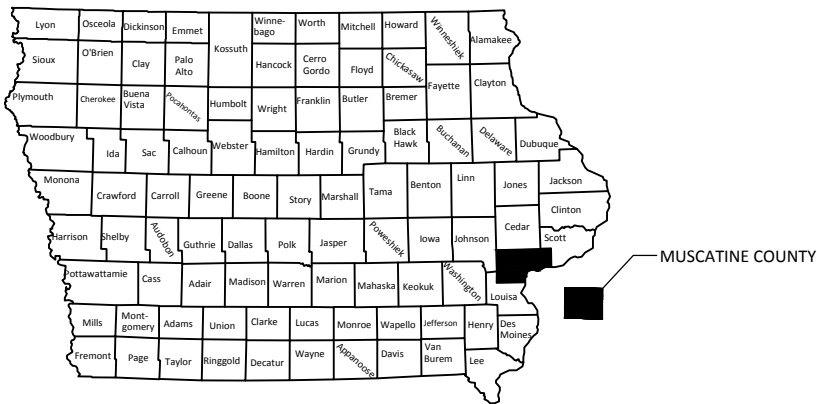 Lyon
Osceola
Dickinson
Emmet
Kossuth
Winne-
bago
Worth
Mitchell
Howard
Winneshiek
Alamakee
Sioux
O'Brien
Clay
Palo
Alto
Hancock
Cerro
Gordo
Floyd
Chickasaw
Fayette
Clayton
Plymouth
Cherokee
Buena
Vista
Pocahontas
Humbolt
Wright
Franklin
Butler
Bremer
Woodbury
Ida
Sac
Calhoun
Webster
Hamilton
Hardin
Grundy
Black
Hawk
Buchanan
Delaware
Dubuque
Monona
Crawford
Carroll
Greene
Boone
Story
Marshall
Tama
Benton
Linn
Jones
Jackson
Clinton
Harrison
Shelby
Audobon
Guthrie
Dallas
Polk
Jasper
Poweshiek
Iowa
Johnson
Cedar
Scott
MUSCATINE COUNTY
Pottawattamie
Cass
Adair
Madison
Warren
Marion
Mahaska
Keokuk
Washington
Louisa
Mills
Mont-
gomery
Adams
Union
Clarke
Lucas
Monroe
Wapello
Jefferson
Henry
Des
Moines
Fremont
Page
Taylor
Ringgold
Decatur
Wayne
Appanoose
Davis
Van
Burem
Lee